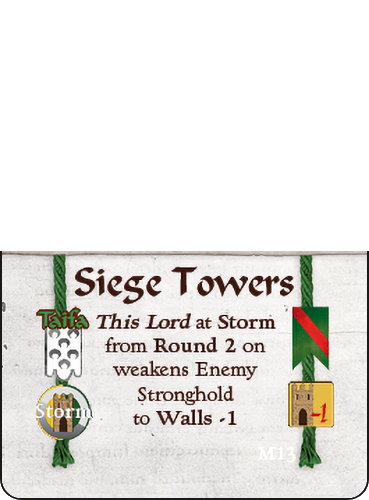 Siege Towers
Taifa
This Lord at Storm
from Round 2 on
weakens Enemy
Stronghold
to Walls -1
Storm
-1
M13